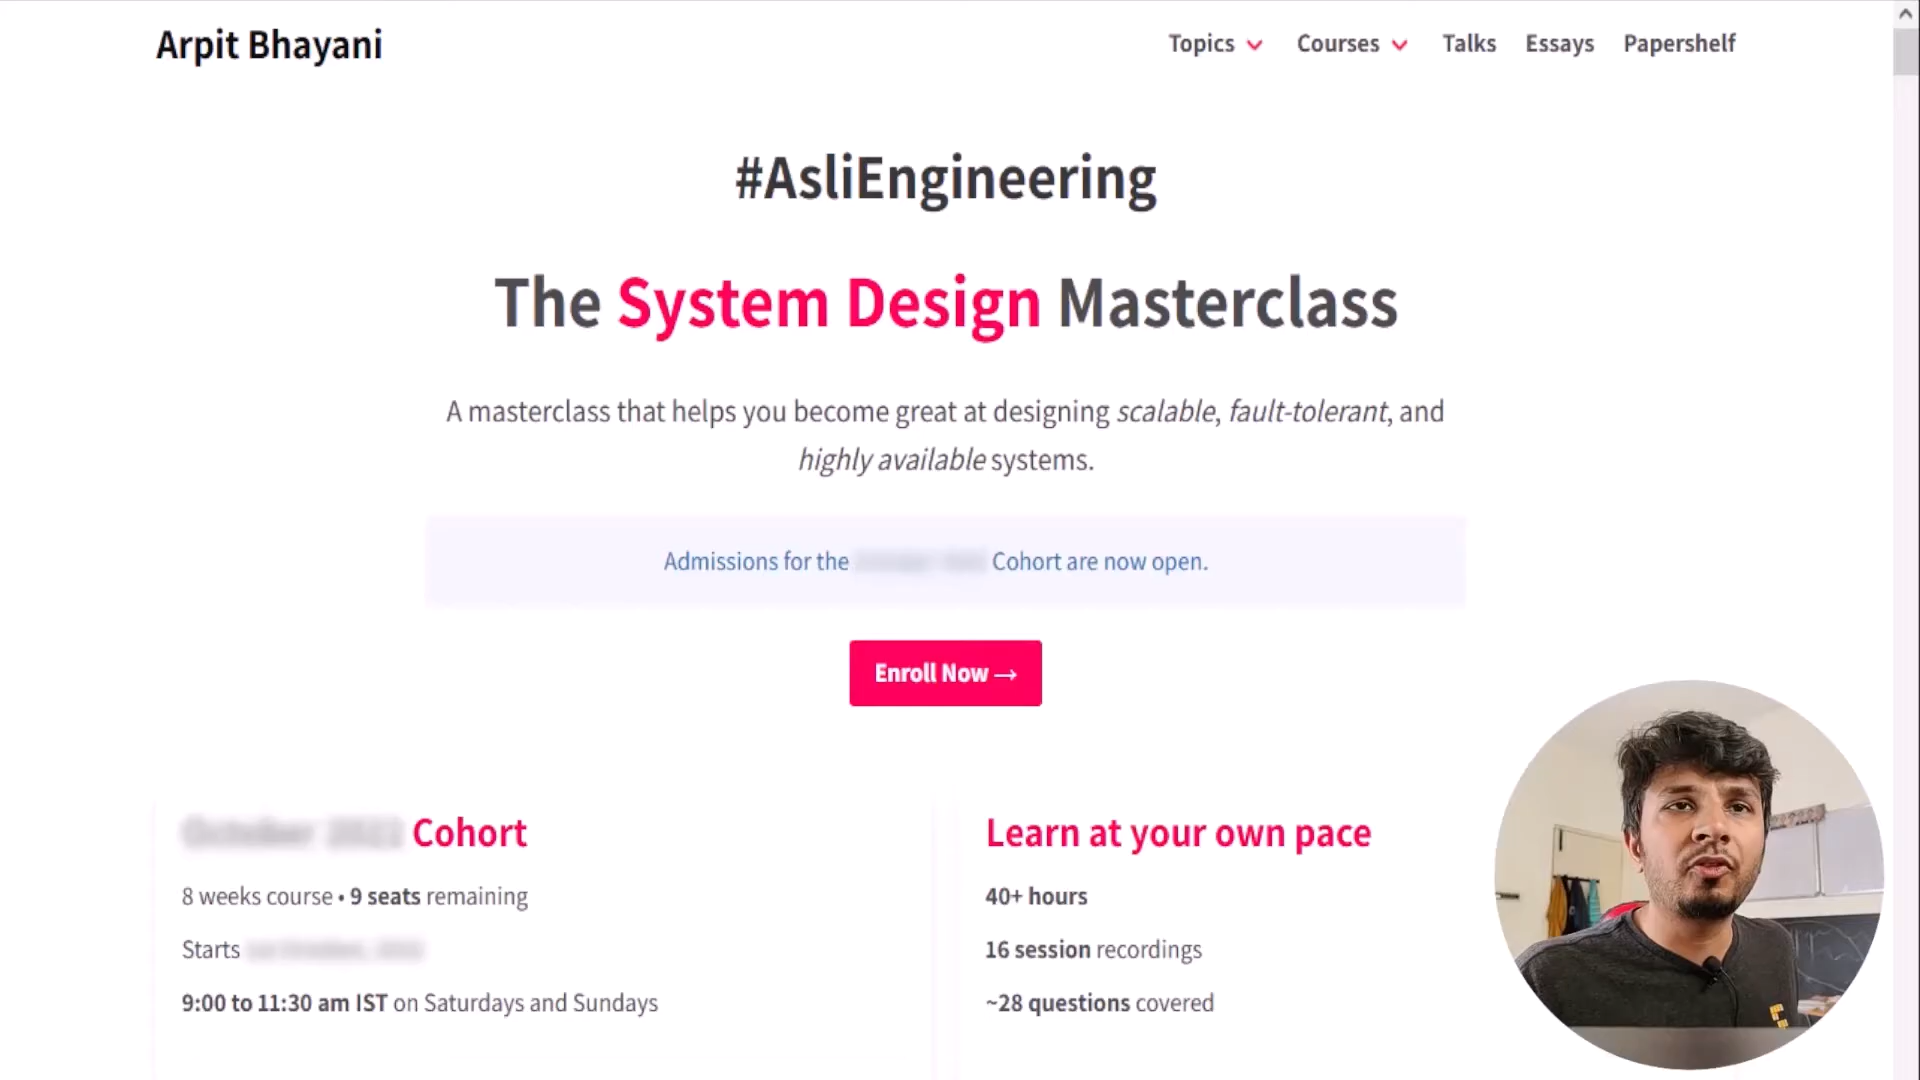 Arpit Bhayani
Topics Courses Talks Essays Papershelf
#AsliEngineering
The System Design Masterclass
A masterclass that helps you become great at designing scalable, fault-tolerant, and
highly available systems.
Admissions for the Cohort are now open.
Enroll Now →
Cohort
8 weeks course • 9 seats remaining
Starts
9:00 to 11:30 am IST on Saturdays and Sundays
Learn at your own pace
40+ hours
16 session recordings
~28 questions covered